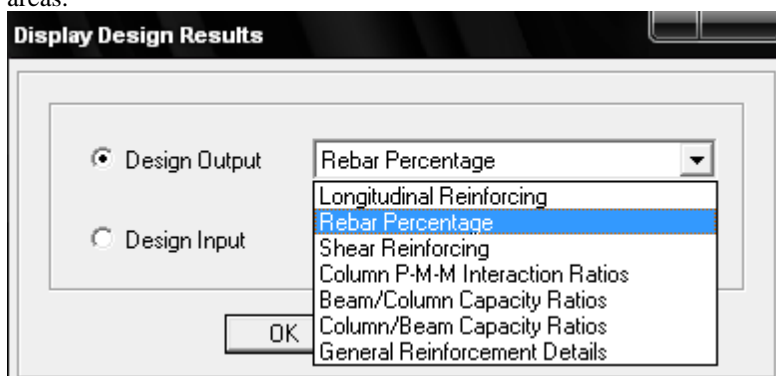 areas.
Display Design Results
Design Output
Rebar Percentage
Longitudinal Reinforcing
Rebar Percentage
Design Input
Shear Reinforcing
Column P-M-M Interaction Ratios
Beam/Column Capacity Ratios
OK
Column/Beam Capacity Ratios
General Reinforcement Details